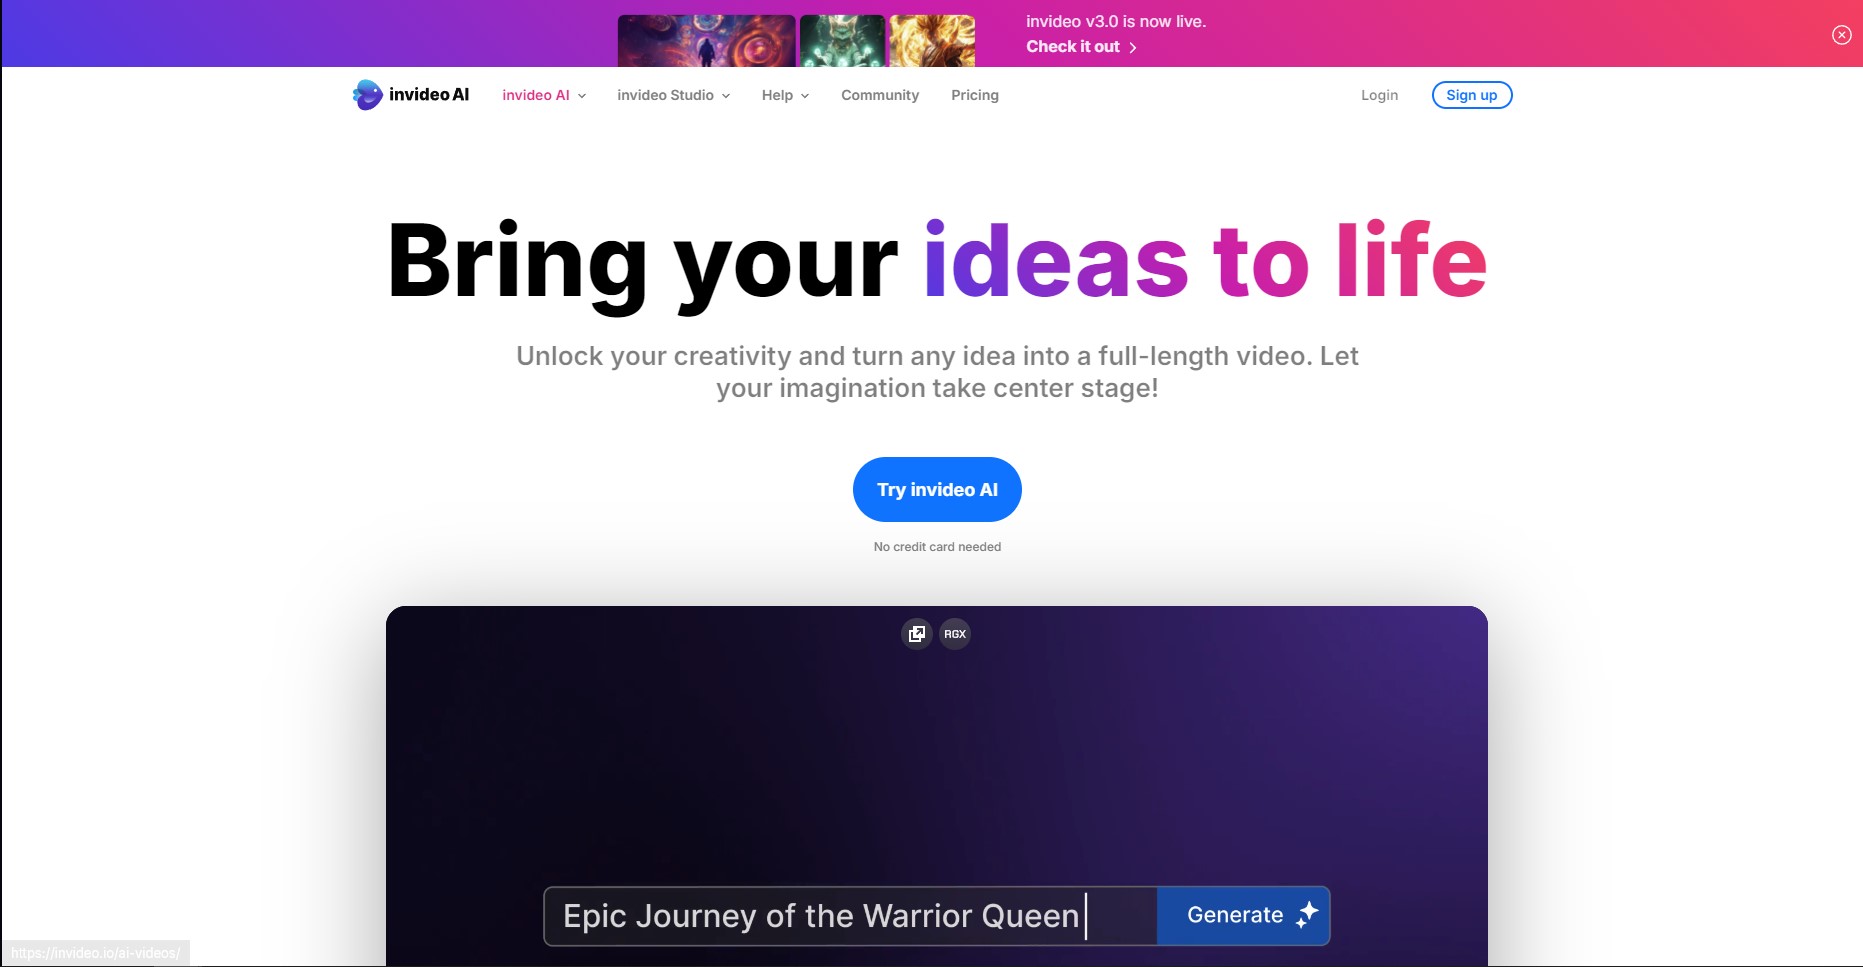 invideo v3.0 is now live.
Check it out
invideo AI
invideo AI
invideo Studio
Help
Community
Pricing
Login
Sign up
Bring your ideas to life
Unlock your creativity and turn any idea into a full-length video. Let
your imagination take center stage!
Try invideo AI
No credit card needed
RGX
Epic Journey of the Warrior Queen
Generate
https://invideo.io/ai-videos/